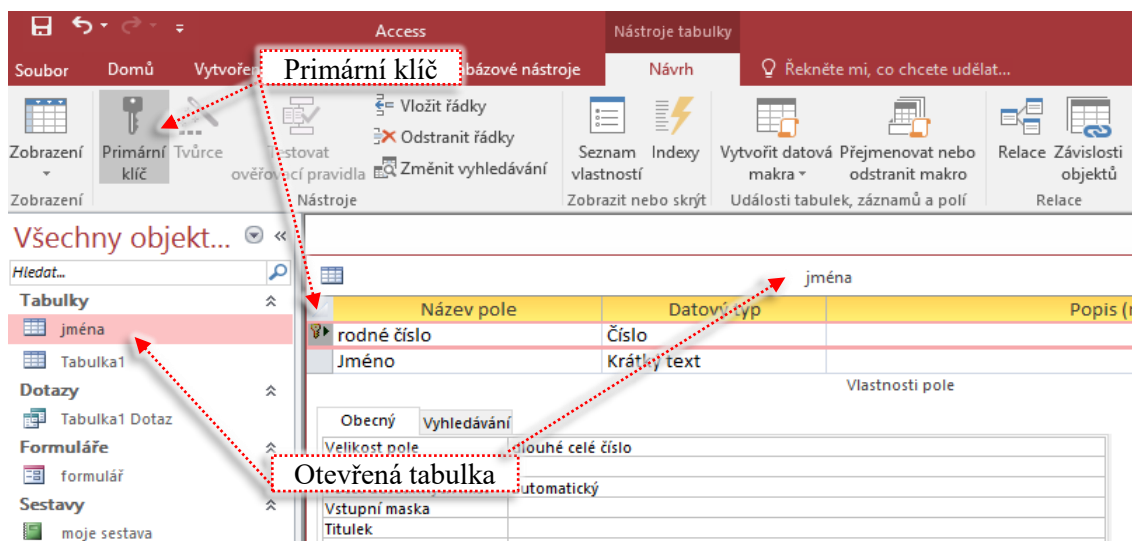 Access
Nástroje tabulky
Soubor Domů Vytvoře Primární klíč bázové nástroje Návrh Řekněte mi, co chcete udělat...
Zobrazení
Primární klíč
Tvůrce
stovat
ověřovací pravidla
Vložit řádky
Odstranit řádky
Změnit vyhledávání
Seznam vlastností
Indexy
Vytvořit datová makra
Přejmenovat nebo odstranit makro
Relace
Závislosti objektů
Zobrazení Nástroje Zobrazit nebo skrýt Události tabulek, záznamů a polí Relace
Všechny objekt... «
Hledat...
Tabulky
jména
Tabulka1
Dotazy
Tabulka1 Dotaz
Formuláře
formulář
Sestavy
moje sestava
jména
Název pole Datový typ Popis (
rodné číslo Číslo
Jméno Krátký text
Vlastnosti pole
Obecný Vyhledávání
Velikost pole dlouhé celé číslo
Otevřená tabulka
utomatický
Vstupní maska
Titulek